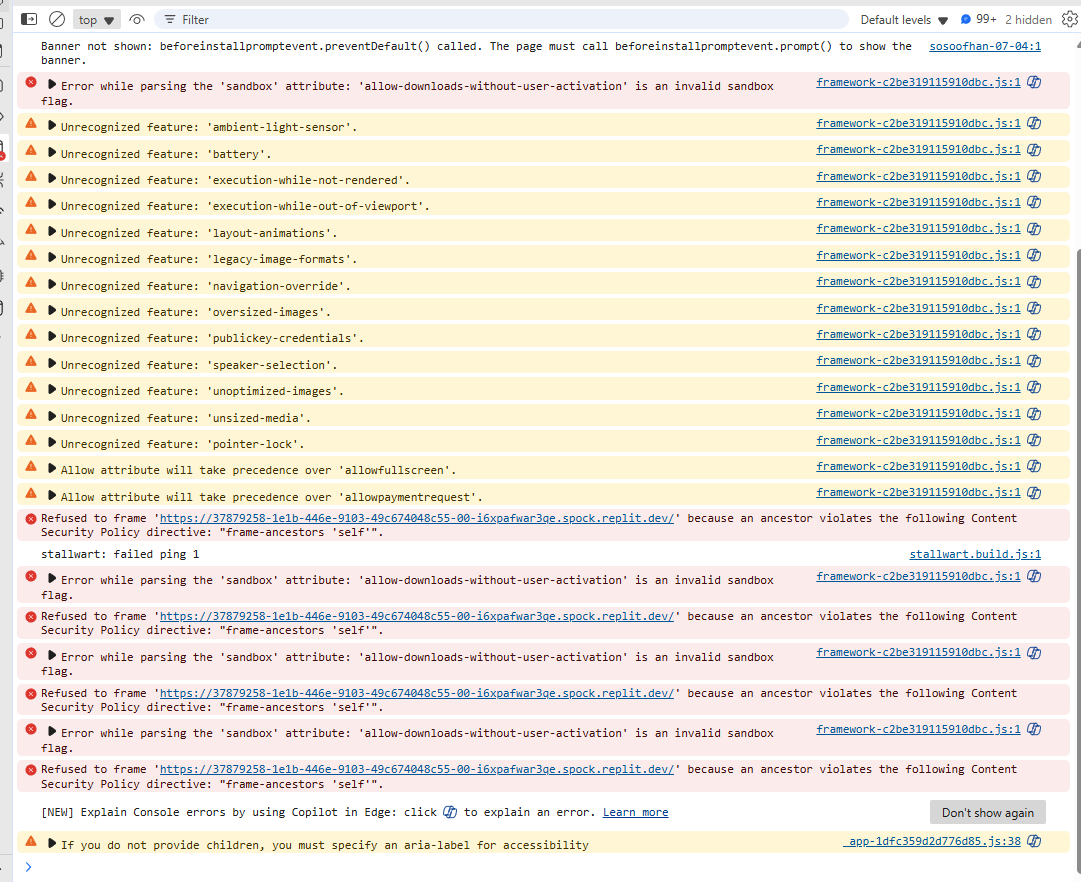 top Filter Default levels 99+ 2 hidden
Banner not shown: beforeinstallpromptevent.preventDefault() called. The page must call beforeinstallpromptevent.prompt() to show the sosoofhan-07-04:1
banner.
Error while parsing the 'sandbox' attribute: 'allow-downloads-without-user-activation' is an invalid sandbox framework-c2be319115910dbc.js:1
flag.
Unrecognized feature: 'ambient-light-sensor'. framework-c2be319115910dbc.js:1
Unrecognized feature: 'battery'. framework-c2be319115910dbc.js:1
Unrecognized feature: 'execution-while-not-rendered'. framework-c2be319115910dbc.js:1
Unrecognized feature: 'execution-while-out-of-viewport'. framework-c2be319115910dbc.js:1
Unrecognized feature: 'layout-animations'. framework-c2be319115910dbc.js:1
Unrecognized feature: 'legacy-image-formats'. framework-c2be319115910dbc.js:1
Unrecognized feature: 'navigation-override'. framework-c2be319115910dbc.js:1
Unrecognized feature: 'oversized-images'. framework-c2be319115910dbc.js:1
Unrecognized feature: 'publickey-credentials'. framework-c2be319115910dbc.js:1
Unrecognized feature: 'speaker-selection'. framework-c2be319115910dbc.js:1
Unrecognized feature: 'unoptimized-images'. framework-c2be319115910dbc.js:1
Unrecognized feature: 'unsized-media'. framework-c2be319115910dbc.js:1
Unrecognized feature: 'pointer-lock'. framework-c2be319115910dbc.js:1
Allow attribute will take precedence over 'allowfullscreen'. framework-c2be319115910dbc.js:1
Allow attribute will take precedence over 'allowpaymentrequest'. framework-c2be319115910dbc.js:1
Refused to frame 'https://37879258-1e1b-446e-9103-49c674048c55-00-i6xpafwar3qe.spock.replit.dev/' because an ancestor violates the following Content
Security Policy directive: "frame-ancestors 'self'".
stallwart: failed ping 1 stallwart.build.js:1
Error while parsing the 'sandbox' attribute: 'allow-downloads-without-user-activation' is an invalid sandbox framework-c2be319115910dbc.js:1
flag.
Refused to frame 'https://37879258-1e1b-446e-9103-49c674048c55-00-i6xpafwar3qe.spock.replit.dev/' because an ancestor violates the following Content
Security Policy directive: "frame-ancestors 'self'".
Error while parsing the 'sandbox' attribute: 'allow-downloads-without-user-activation' is an invalid sandbox framework-c2be319115910dbc.js:1
flag.
Refused to frame 'https://37879258-1e1b-446e-9103-49c674048c55-00-i6xpafwar3qe.spock.replit.dev/' because an ancestor violates the following Content
Security Policy directive: "frame-ancestors 'self'".
Error while parsing the 'sandbox' attribute: 'allow-downloads-without-user-activation' is an invalid sandbox framework-c2be319115910dbc.js:1
flag.
Refused to frame 'https://37879258-1e1b-446e-9103-49c674048c55-00-i6xpafwar3qe.spock.replit.dev/' because an ancestor violates the following Content
Security Policy directive: "frame-ancestors 'self'".
[NEW] Explain Console errors by using Copilot in Edge: click to explain an error. Learn more Don't show again
If you do not provide children, you must specify an aria-label for accessibility _app-1dfc359d2d776d85.js:38